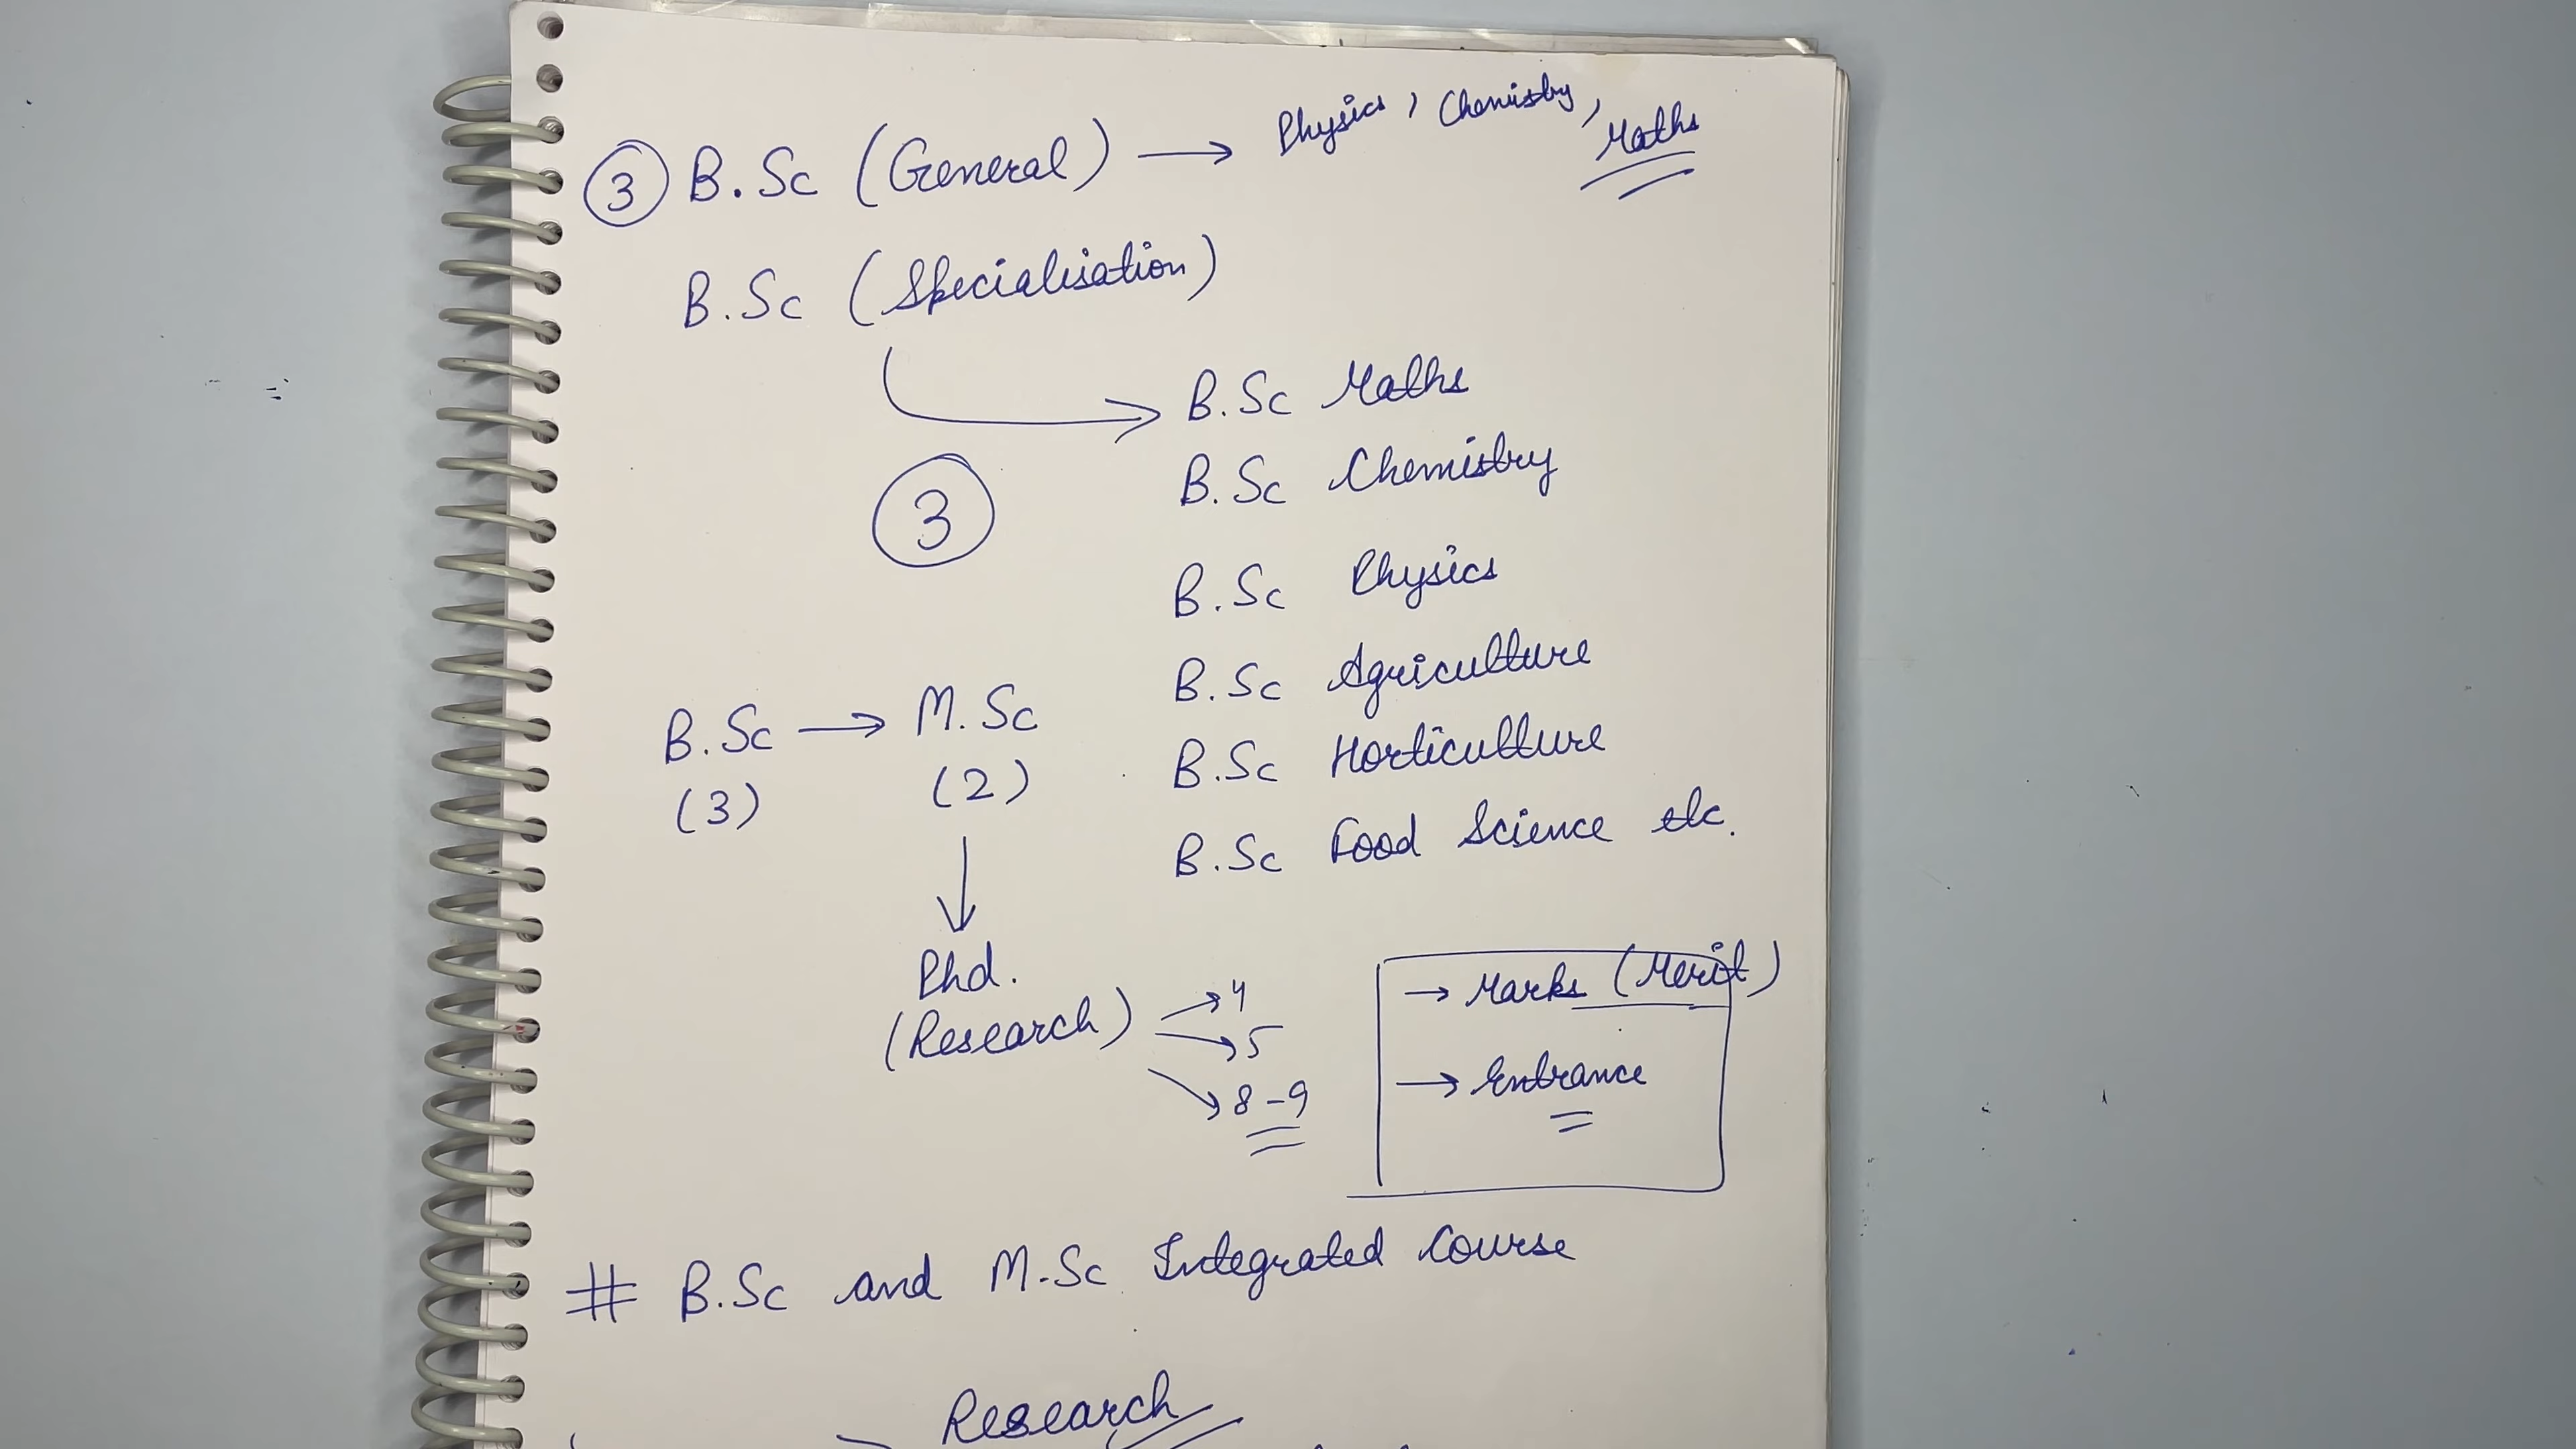 ③ B.Sc (General) → Physics, Chemistry, Maths
B.Sc (Specialisation)
B.Sc Maths
③
B.Sc Chemistry
B.Sc Physics
B.Sc Agriculture
B.Sc Horticulture
B.Sc Food Science etc.
B.Sc → M.Sc
(3) (2)
Phd.
(Research) → 4
→ 5
→ 8-9
→ Marks (Merit)
→ Entrance
# B.Sc and M.Sc Integrated Course
Research